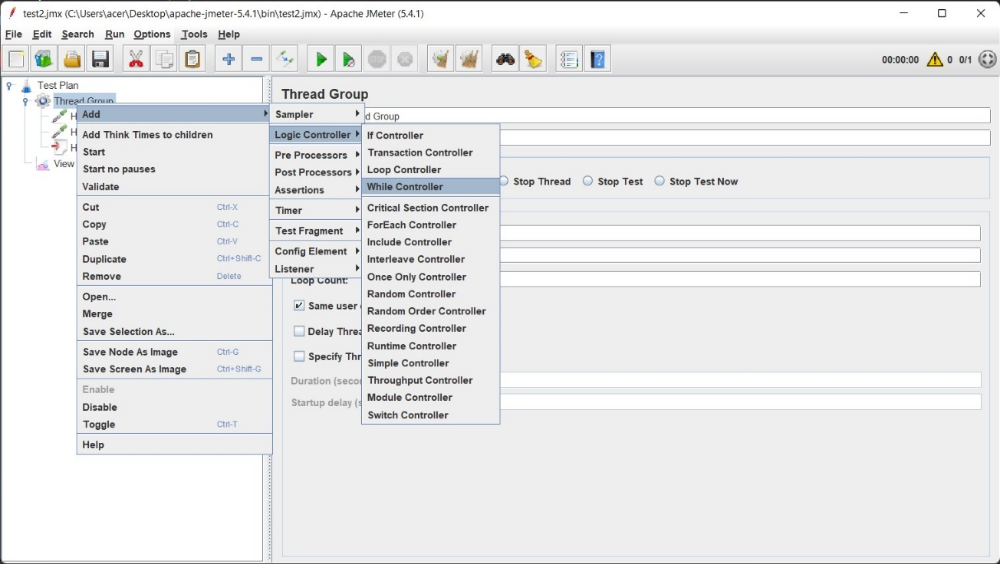 test2.jmx (C:\Users\acer\Desktop\apache-jmeter-5.4.1\bin\test2.jmx) - Apache JMeter (5.4.1)
File Edit Search Run Options Tools Help
STOP
00:00:00 0 0/1
Test Plan
Thread Group
H
H
H
View
Add
Add Think Times to children
Start
Start no pauses
Validate
Cut Ctrl-X
Copy Ctrl-C
Paste Ctrl-V
Duplicate Ctrl+Shift-C
Remove Delete
Open...
Merge
Save Selection As...
Save Node As Image Ctrl-G
Save Screen As Image Ctrl+Shift-G
Enable
Disable
Toggle Ctrl-T
Help
Sampler
Logic Controller
Pre Processors
Post Processors
Assertions
Timer
Test Fragment
Config Element
Listener
If Controller
Transaction Controller
Loop Controller
While Controller
Critical Section Controller
ForEach Controller
Include Controller
Interleave Controller
Once Only Controller
Random Controller
Random Order Controller
Recording Controller
Runtime Controller
Simple Controller
Throughput Controller
Module Controller
Switch Controller
Thread Group
d Group
Stop Thread Stop Test Stop Test Now
Loop Count:
Same user
Delay Threa
Specify Thr
Duration (secon
Startup delay (s